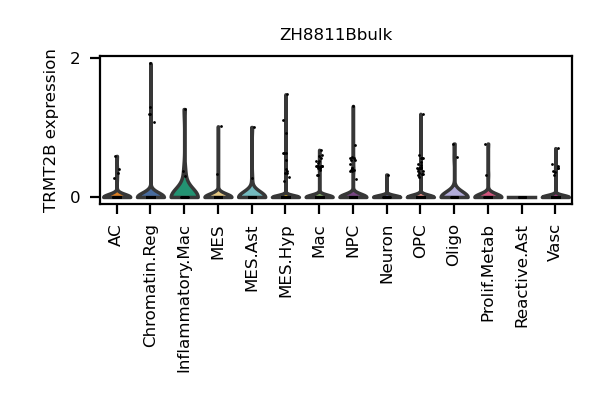 ZH8811Bbulk
TRMT2B expression
2
0
AC
Chromatin.Reg
Inflammatory.Mac
MES
MES.Ast
MES.Hyp
Mac
NPC
Neuron
OPC
Oligo
Prolif.Metab
Reactive.Ast
Vasc